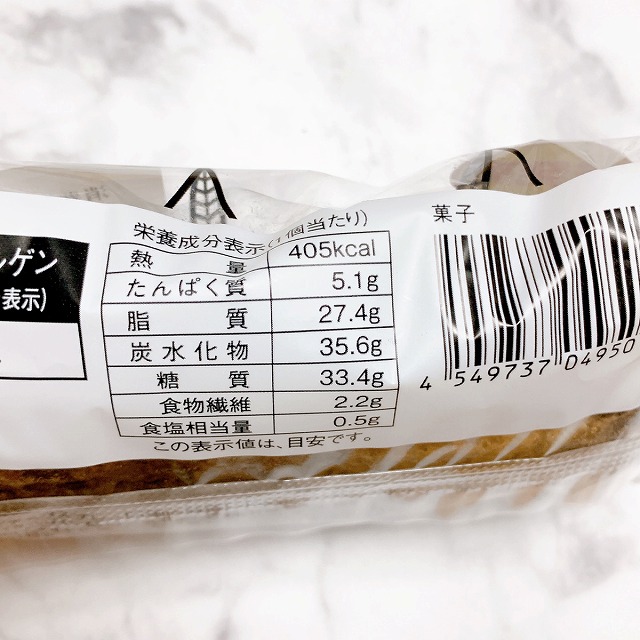 ルゲン
表示)
栄養成分表示(1個当たり)
熱量 405kcal
たんぱく質 5.1g
脂質 27.4g
炭水化物 35.6g
糖質 33.4g
食物繊維 2.2g
食塩相当量 0.5g
この表示値は、目安です。
菓子
4 549737 04950